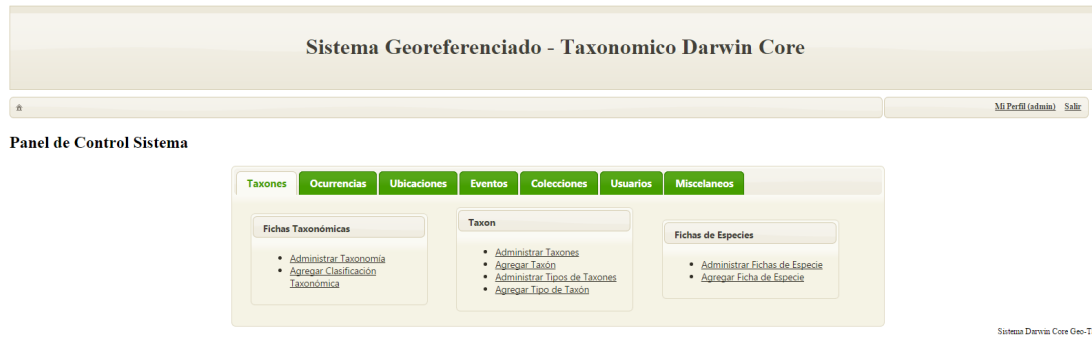 Sistema Georeferenciado - Taxonomico Darwin Core
Mi Perfil (admin) Salir
Panel de Control Sistema
Taxones Ocurrencias Ubicaciones Eventos Colecciones Usuarios Miscelaneos
Fichas Taxonómicas
Administrar Taxonomía
Agregar Clasificación
Taxonómica
Taxon
Administrar Taxones
Agregar Taxón
Administrar Tipos de Taxones
Agregar Tipo de Taxón
Fichas de Especies
Administrar Fichas de Especie
Agregar Ficha de Especie
Sistema Darwin Core Geo-T